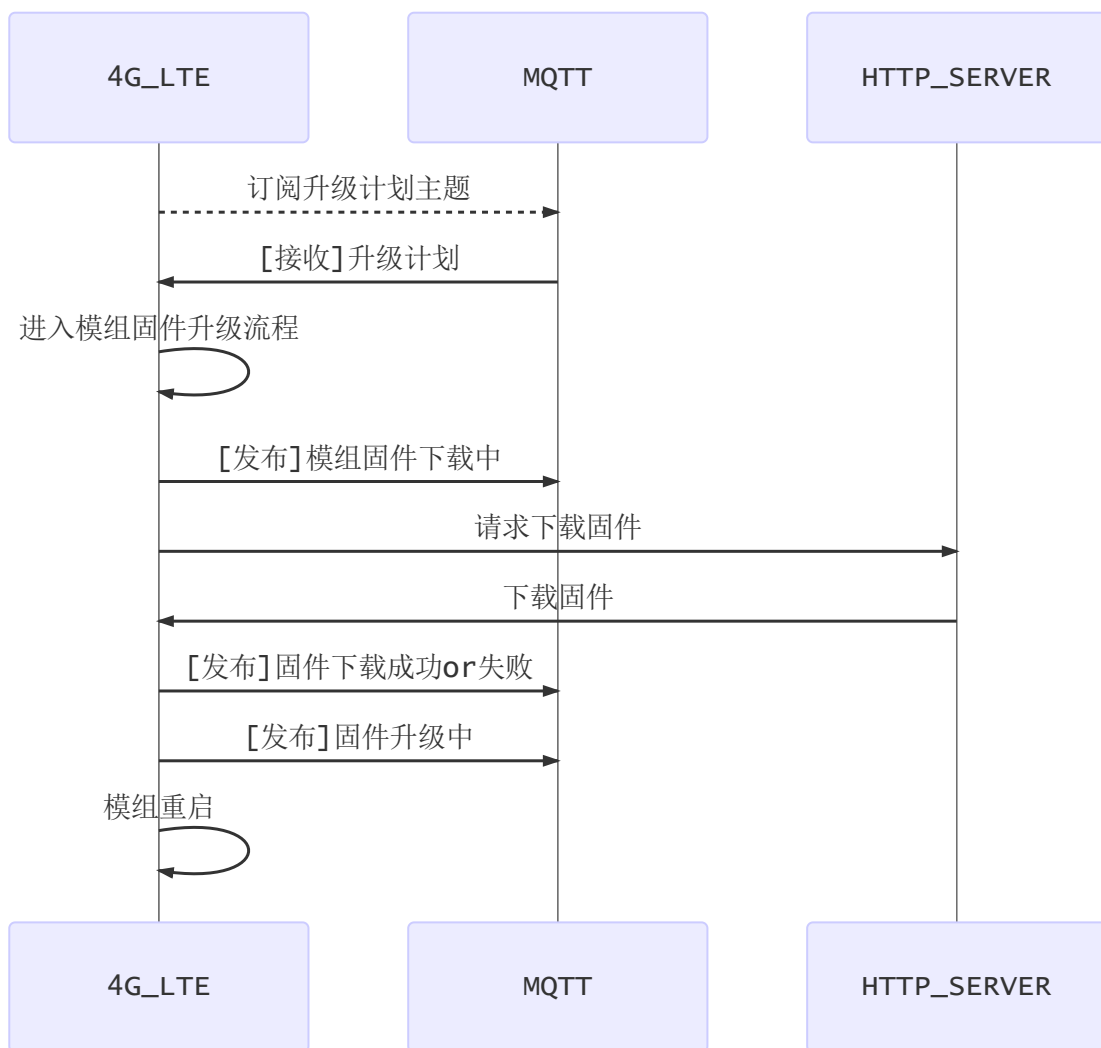 4G_LTE
MQTT
HTTP_SERVER
订阅升级计划主题
[接收]升级计划
进入模组固件升级流程
[发布]模组固件下载中
请求下载固件
下载固件
[发布]固件下载成功or失败
[发布]固件升级中
模组重启
4G_LTE
MQTT
HTTP_SERVER